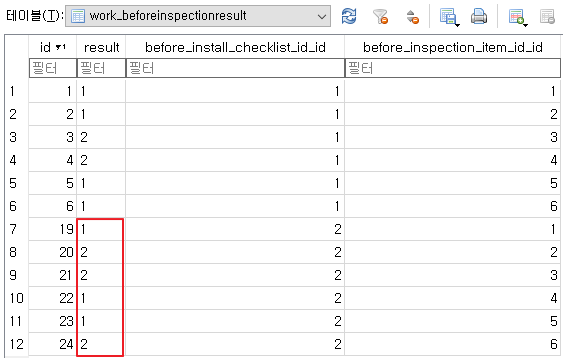 테이블(T): work_beforeinspectionresult
id ▼1 result before_install_checklist_id_id before_inspection_item_id_id
필터 필터 필터 필터
1 1 1 1 1
2 2 1 1 2
3 3 2 1 3
4 4 2 1 4
5 5 1 1 5
6 6 1 1 6
7 19 1 2 1
8 20 2 2 2
9 21 2 2 3
10 22 1 2 4
11 23 1 2 5
12 24 2 2 6